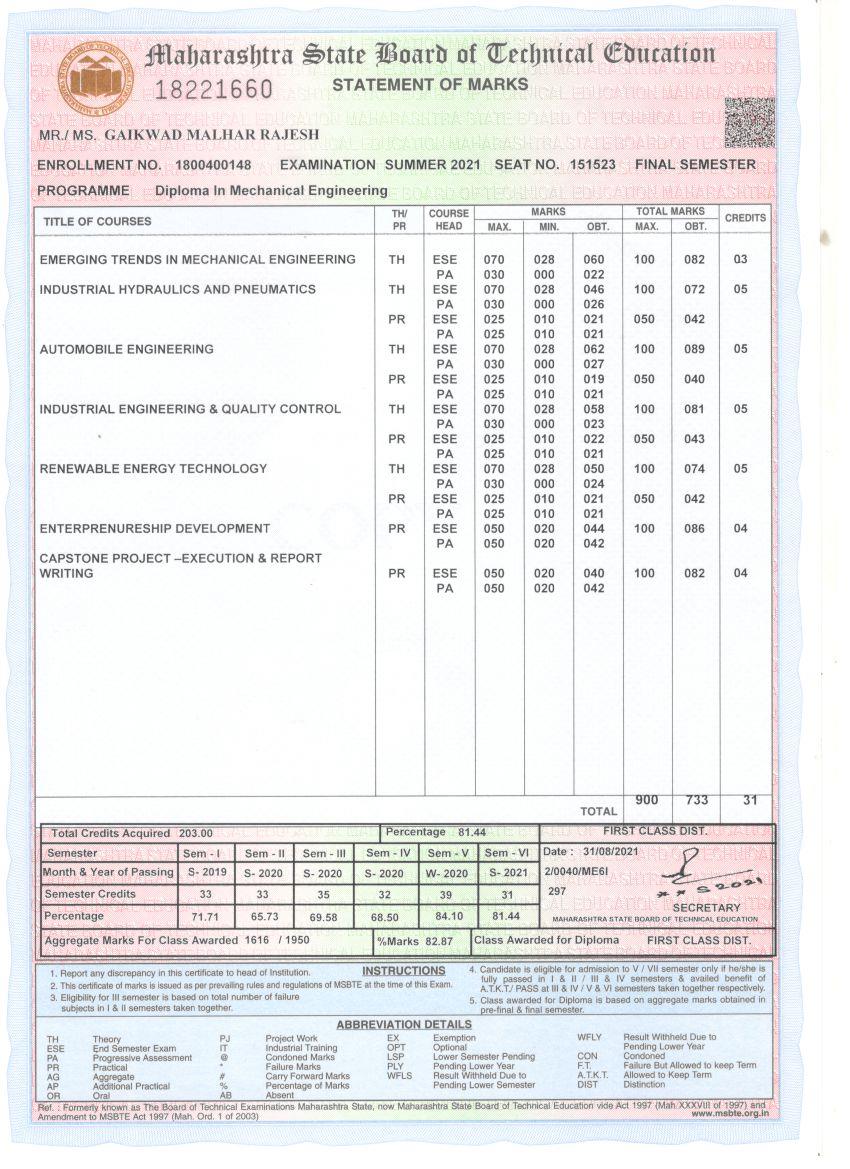 Maharashtra State Board of Technical Education
18221660
STATEMENT OF MARKS
MR./ MS. GAIKWAD MALHAR RAJESH
ENROLLMENT NO. 1800400148 EXAMINATION SUMMER 2021 SEAT NO. 151523 FINAL SEMESTER
PROGRAMME Diploma In Mechanical Engineering
TITLE OF COURSES TH/ PR COURSE HEAD MARKS MAX. MIN. OBT. TOTAL MARKS MAX. OBT. CREDITS
EMERGING TRENDS IN MECHANICAL ENGINEERING TH ESE 070 028 060 100 082 03
PA 030 000 022
INDUSTRIAL HYDRAULICS AND PNEUMATICS TH ESE 070 028 046 100 072 05
PA 030 000 026
PR ESE 025 010 021 050 042
PA 025 010 021
AUTOMOBILE ENGINEERING TH ESE 070 028 062 100 089 05
PA 030 000 027
PR ESE 025 010 019 050 040
PA 025 010 021
INDUSTRIAL ENGINEERING & QUALITY CONTROL TH ESE 070 028 058 100 081 05
PA 030 000 023
PR ESE 025 010 022 050 043
PA 025 010 021
RENEWABLE ENERGY TECHNOLOGY TH ESE 070 028 050 100 074 05
PA 030 000 024
PR ESE 025 010 021 050 042
PA 025 010 021
ENTERPRENURESHIP DEVELOPMENT PR ESE 050 020 044 100 086 04
PA 050 020 042
CAPSTONE PROJECT –EXECUTION & REPORT
WRITING PR ESE 050 020 040 100 082 04
PA 050 020 042
TOTAL 900 733 31
Total Credits Acquired 203.00 Percentage 81.44 FIRST CLASS DIST.
Semester Sem - I Sem - II Sem - III Sem - IV Sem - V Sem - VI
Month & Year of Passing S- 2019 S- 2020 S- 2020 S- 2020 W- 2020 S- 2021
Semester Credits 33 33 35 32 39 31
Percentage 71.71 65.73 69.58 68.50 84.10 81.44
Date : 31/08/2021
2/0040/ME6I
297
* * S 2021
SECRETARY
MAHARASHTRA STATE BOARD OF TECHNICAL EDUCATION
Aggregate Marks For Class Awarded 1616 / 1950 %Marks 82.87 Class Awarded for Diploma FIRST CLASS DIST.
INSTRUCTIONS
1. Report any discrepancy in this certificate to head of Institution.
2. This certificate of marks is issued as per prevailing rules and regulations of MSBTE at the time of this Exam.
3. Eligibility for III semester is based on total number of failure
subjects in I & II semesters taken together.
4. Candidate is eligible for admission to V / VII semester only if he/she is
fully passed in I & II / III & IV semesters & availed benefit of
A.T.K.T./ PASS at III & IV / V & VI semesters taken together respectively.
5. Class awarded for Diploma is based on aggregate marks obtained in
pre-final & final semester.
ABBREVIATION DETAILS
TH Theory PJ Project Work EX Exemption WFLY Result Withheld Due to
ESE End Semester Exam IT Industrial Training OPT Optional Pending Lower Year
PA Progressive Assessment @ Condoned Marks LSP Lower Semester Pending CON Condoned
PR Practical * Failure Marks PLY Pending Lower Year F.T. Failure But Allowed to keep Term
AG Aggregate # Carry Forward Marks WFLS Result Withheld Due to A.T.K.T. Allowed to Keep Term
AP Additional Practical % Percentage of Marks Pending Lower Semester DIST Distinction
OR Oral AB Absent
Ref. : Formerly known as The Board of Technical Examinations Maharashtra State, now Maharashtra State Board of Technical Education vide Act 1997 (Mah XXXVIII of 1997) and
Amendment to MSBTE Act 1997 (Mah. Ord. 1 of 2003) www.msbte.org.in